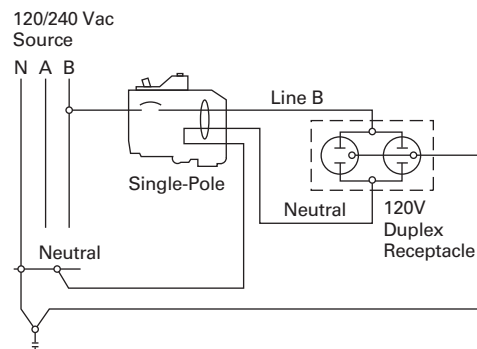 120/240 Vac
Source
N A B
Line B
Single-Pole
Neutral
120V
Duplex
Receptacle
Neutral